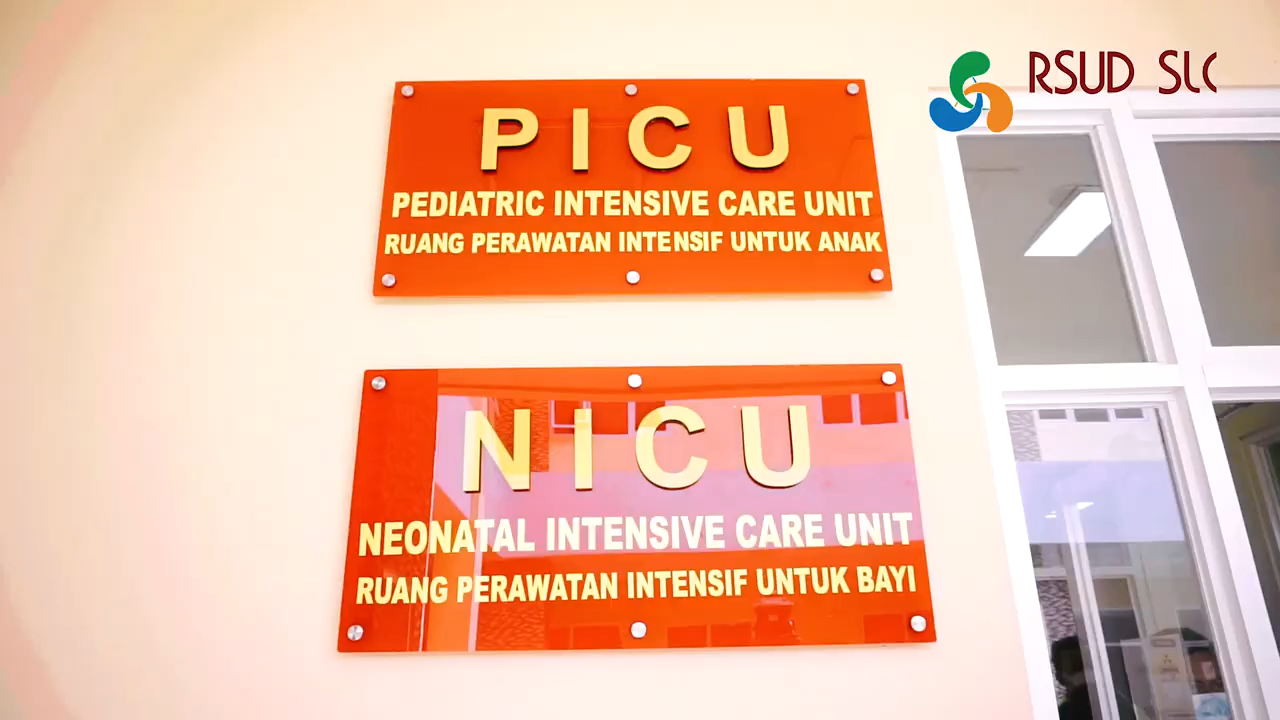 RSUD SLC
PICU
PEDIATRIC INTENSIVE CARE UNIT
RUANG PERAWATAN INTENSIF UNTUK ANAK
NICU
NEONATAL INTENSIVE CARE UNIT
RUANG PERAWATAN INTENSIF UNTUK BAYI